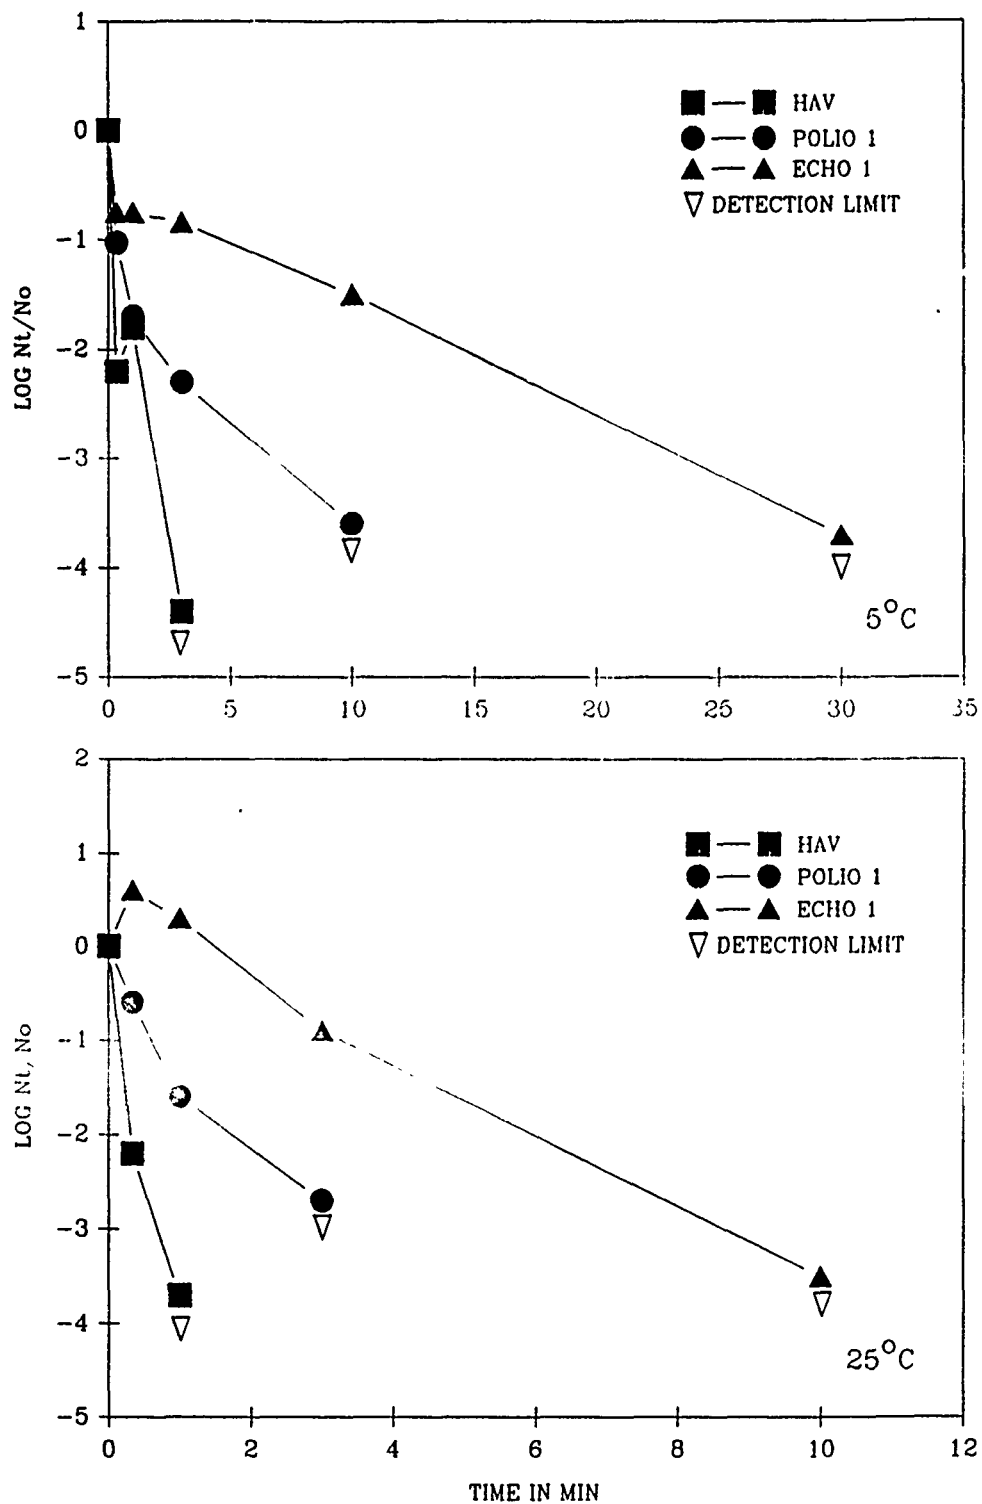 1
0
-1
-2
-3
-4
-5
LOG Nt/No
HAV
POLIO 1
ECHO 1
DETECTION LIMIT
5°C
0 5 10 15 20 25 30 35
2
1
0
-1
-2
-3
-4
-5
LOG Nt, No
HAV
POLIO 1
ECHO 1
DETECTION LIMIT
25°C
0 2 4 6 8 10 12
TIME IN MIN